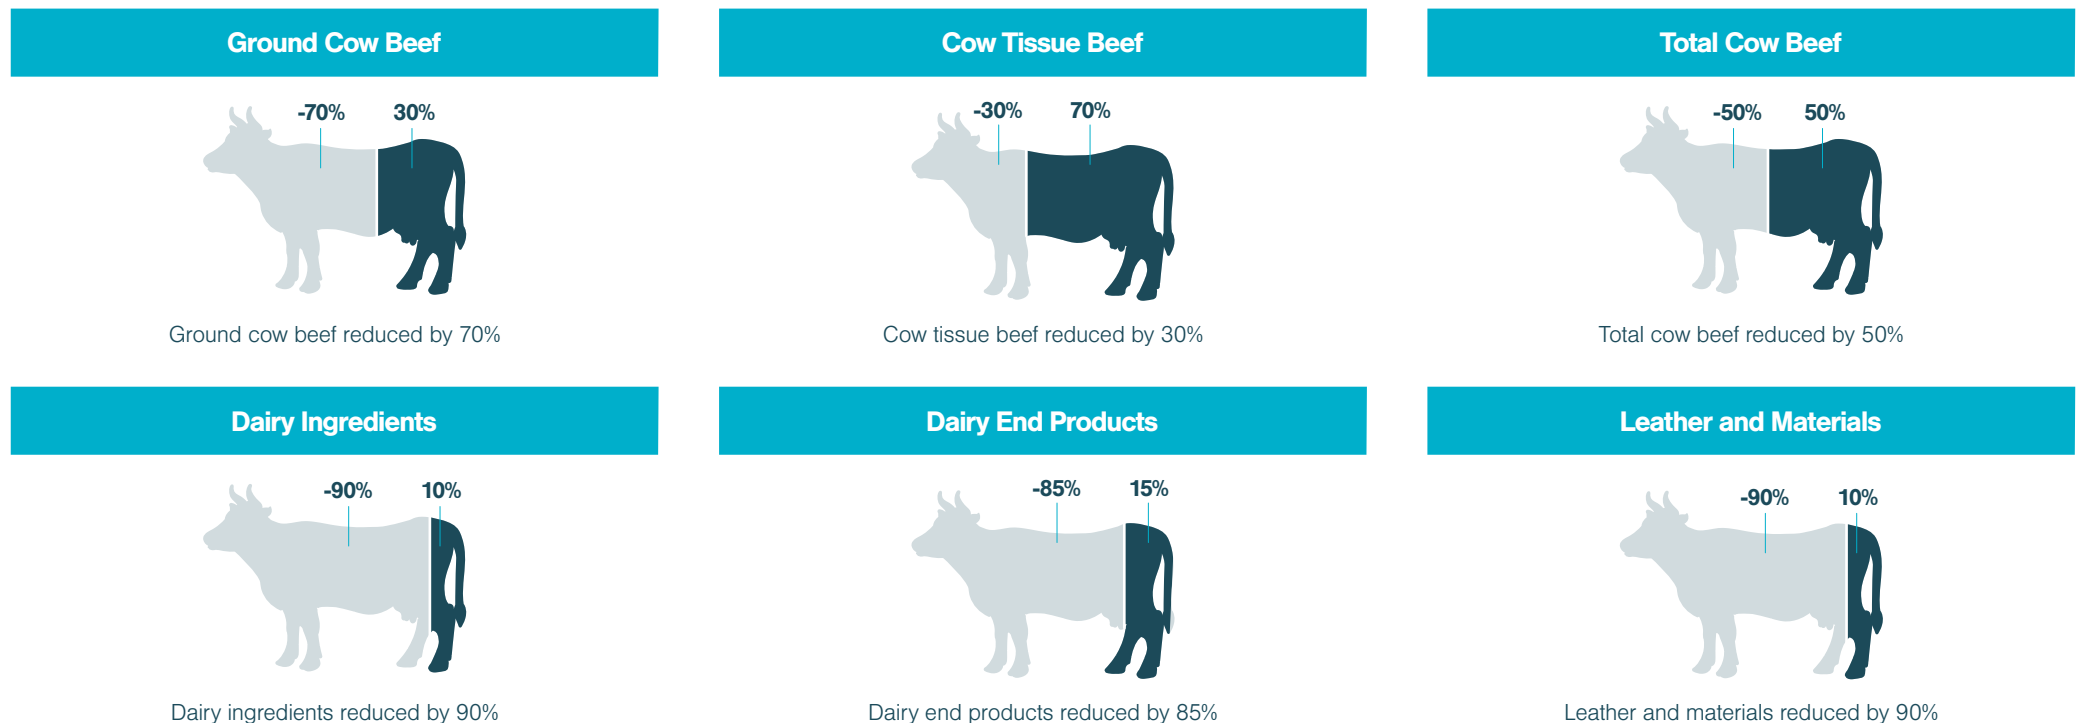 Ground Cow Beef
-70% 30%
Ground cow beef reduced by 70%
Cow Tissue Beef
-30% 70%
Cow tissue beef reduced by 30%
Total Cow Beef
-50% 50%
Total cow beef reduced by 50%
Dairy Ingredients
-90% 10%
Dairy ingredients reduced by 90%
Dairy End Products
-85% 15%
Dairy end products reduced by 85%
Leather and Materials
-90% 10%
Leather and materials reduced by 90%